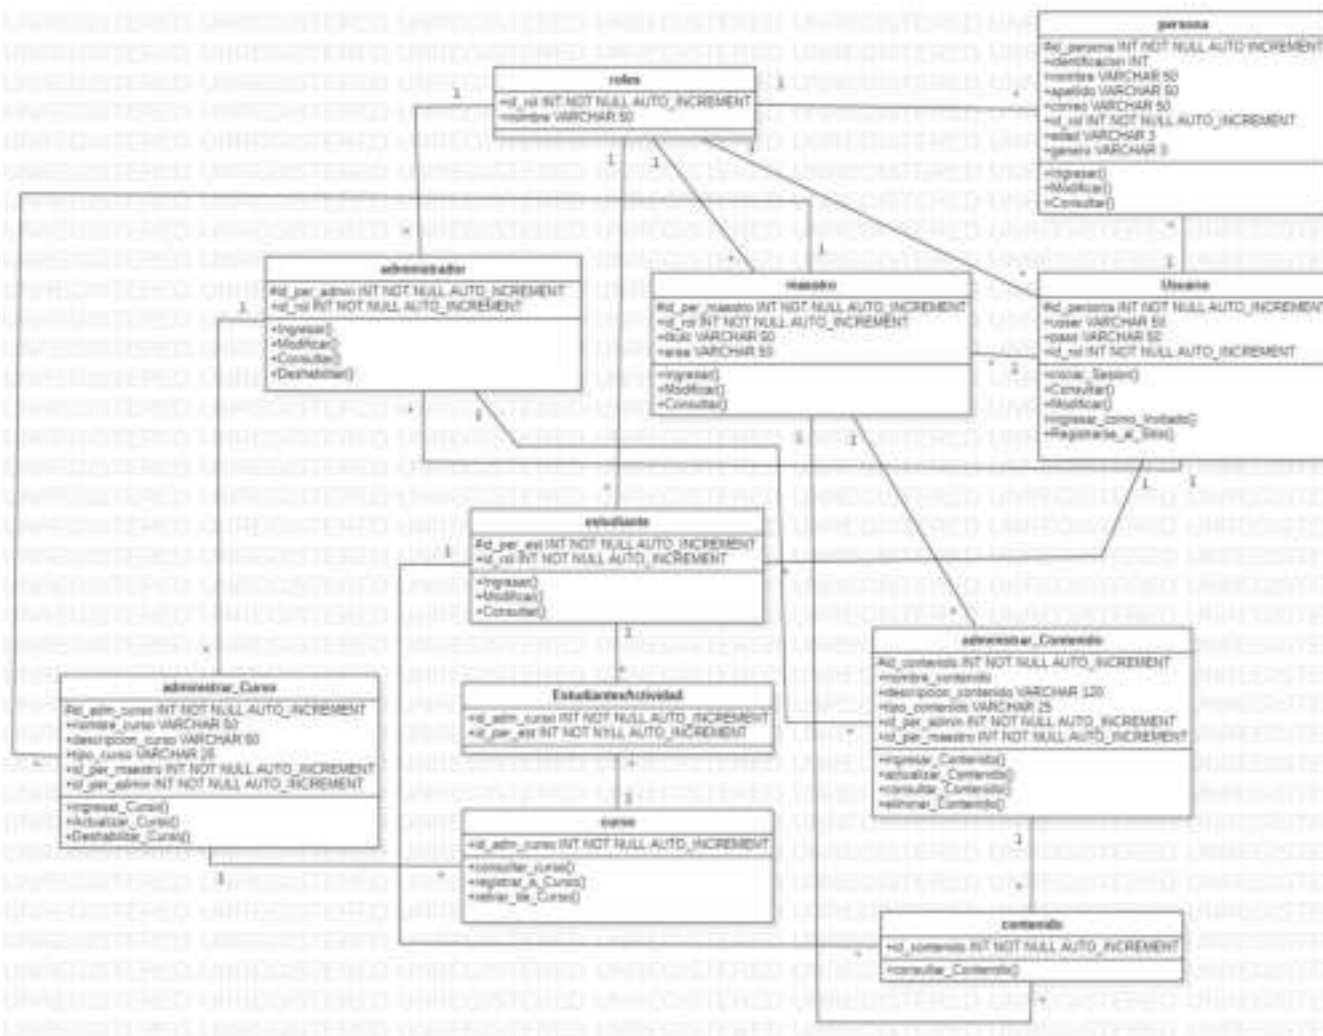 roles
+id_rol INT NOT NULL AUTO_INCREMENT
+nombre VARCHAR 50
persona
#id_persona INT NOT NULL AUTO INCREMENT
+identificacion INT
+nombre VARCHAR 50
+apellido VARCHAR 50
+correo VARCHAR 50
+id_rol INT NOT NULL AUTO_INCREMENT
+edad VARCHAR 3
+genero VARCHAR
+Ingresar()
+Modificar()
+Consultar()
administrador
#id_per_admin INT NOT NULL AUTO_INCREMENT
+id_rol INT NOT NULL AUTO_INCREMENT
+Ingresar()
+Modificar()
+Consultar()
+Deshabilitar()
maestro
#id_per_maestro INT NOT NULL AUTO_INCREMENT
+id_rol INT NOT NULL AUTO_INCREMENT
+titulo VARCHAR 50
+area VARCHAR 50
+Ingresar()
+Modificar()
+Consultar()
Usuario
#id_persona INT NOT NULL AUTO_INCREMENT
+user VARCHAR 50
+pass VARCHAR 50
+id_rol INT NOT NULL AUTO_INCREMENT
+Iniciar_Sesion()
+Consultar()
+Modificar()
+Ingresar_como_Invitado()
+Registrarse_al_Sitio()
estudiante
#id_per_est INT NOT NULL AUTO_INCREMENT
+id_rol INT NOT NULL AUTO_INCREMENT
+Ingresar()
+Modificar()
+Consultar()
administrar_Contenido
#id_contenido INT NOT NULL AUTO_INCREMENT
+nombre_contenido
+descripcion_contenido VARCHAR 120
+tipo_contenido VARCHAR 25
+id_per_admin INT NOT NULL AUTO_INCREMENT
+id_per_maestro INT NOT NULL AUTO_INCREMENT
+Ingresar_Contenido()
+actualizar_Contenido()
+consultar_Contenido()
+eliminar_Contenido()
administrar_Curso
#id_adm_curso INT NOT NULL AUTO_INCREMENT
+nombre_curso VARCHAR 50
+descripcion_curso VARCHAR 60
+tipo_curso VARCHAR 25
+id_per_maestro INT NOT NULL AUTO_INCREMENT
+id_per_admin INT NOT NULL AUTO_INCREMENT
+Ingresar_Curso()
+Actualizar_Curso()
+Deshabilitar_Curso()
EstudiantesActividad
+id_adm_curso INT NOT NULL AUTO_INCREMENT
+id_per_est INT NOT NYLL AUTO_INCREMENT
curso
+id_adm_curso INT NOT NULL AUTO_INCREMENT
+consultar_curso()
+registrar_a_Curso()
+retirar_de_Curso()
contenido
+id_contenido INT NOT NULL AUTO_INCREMENT
+consultar_Contenido()